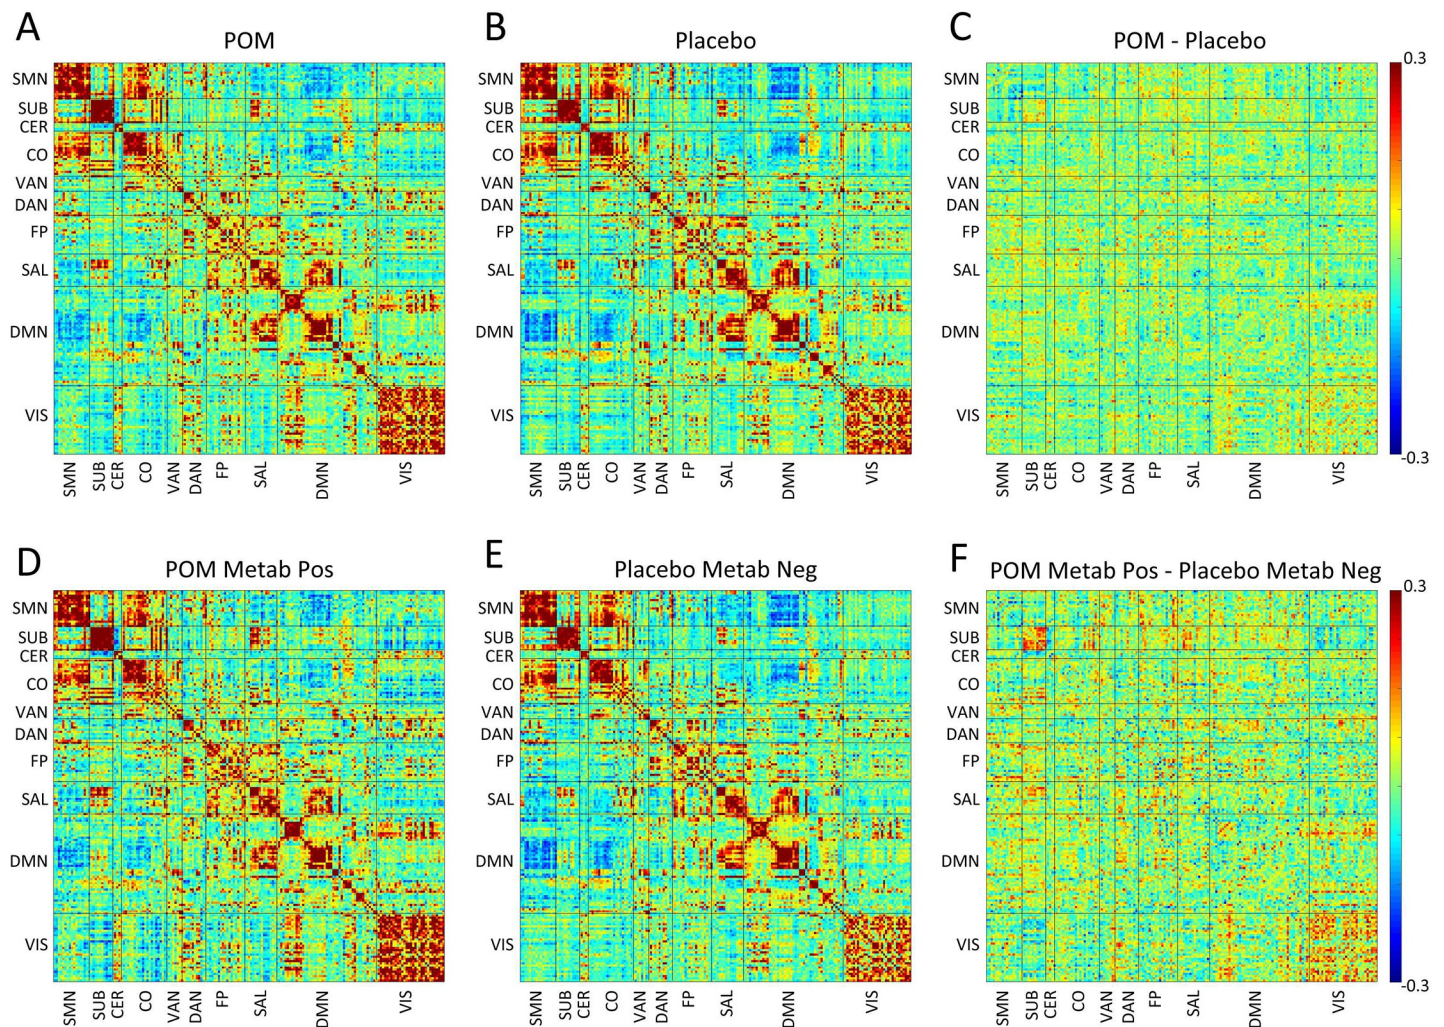 A
POM
B
Placebo
C
POM - Placebo
SMN
SUB
CER
CO
VAN
DAN
FP
SAL
DMN
VIS
SMN
SUB
CER
CO
VAN
DAN
FP
SAL
DMN
VIS
SMN
SUB
CER
CO
VAN
DAN
FP
SAL
DMN
VIS
SMN
SUB
CER
CO
VAN
DAN
FP
SAL
DMN
VIS
SMN
SUB
CER
CO
VAN
DAN
FP
SAL
DMN
VIS
SMN
SUB
CER
CO
VAN
DAN
FP
SAL
DMN
VIS
0.3
-0.3
D
POM Metab Pos
E
Placebo Metab Neg
F
POM Metab Pos - Placebo Metab Neg
SMN
SUB
CER
CO
VAN
DAN
FP
SAL
DMN
VIS
SMN
SUB
CER
CO
VAN
DAN
FP
SAL
DMN
VIS
SMN
SUB
CER
CO
VAN
DAN
FP
SAL
DMN
VIS
SMN
SUB
CER
CO
VAN
DAN
FP
SAL
DMN
VIS
SMN
SUB
CER
CO
VAN
DAN
FP
SAL
DMN
VIS
SMN
SUB
CER
CO
VAN
DAN
FP
SAL
DMN
VIS
0.3
-0.3